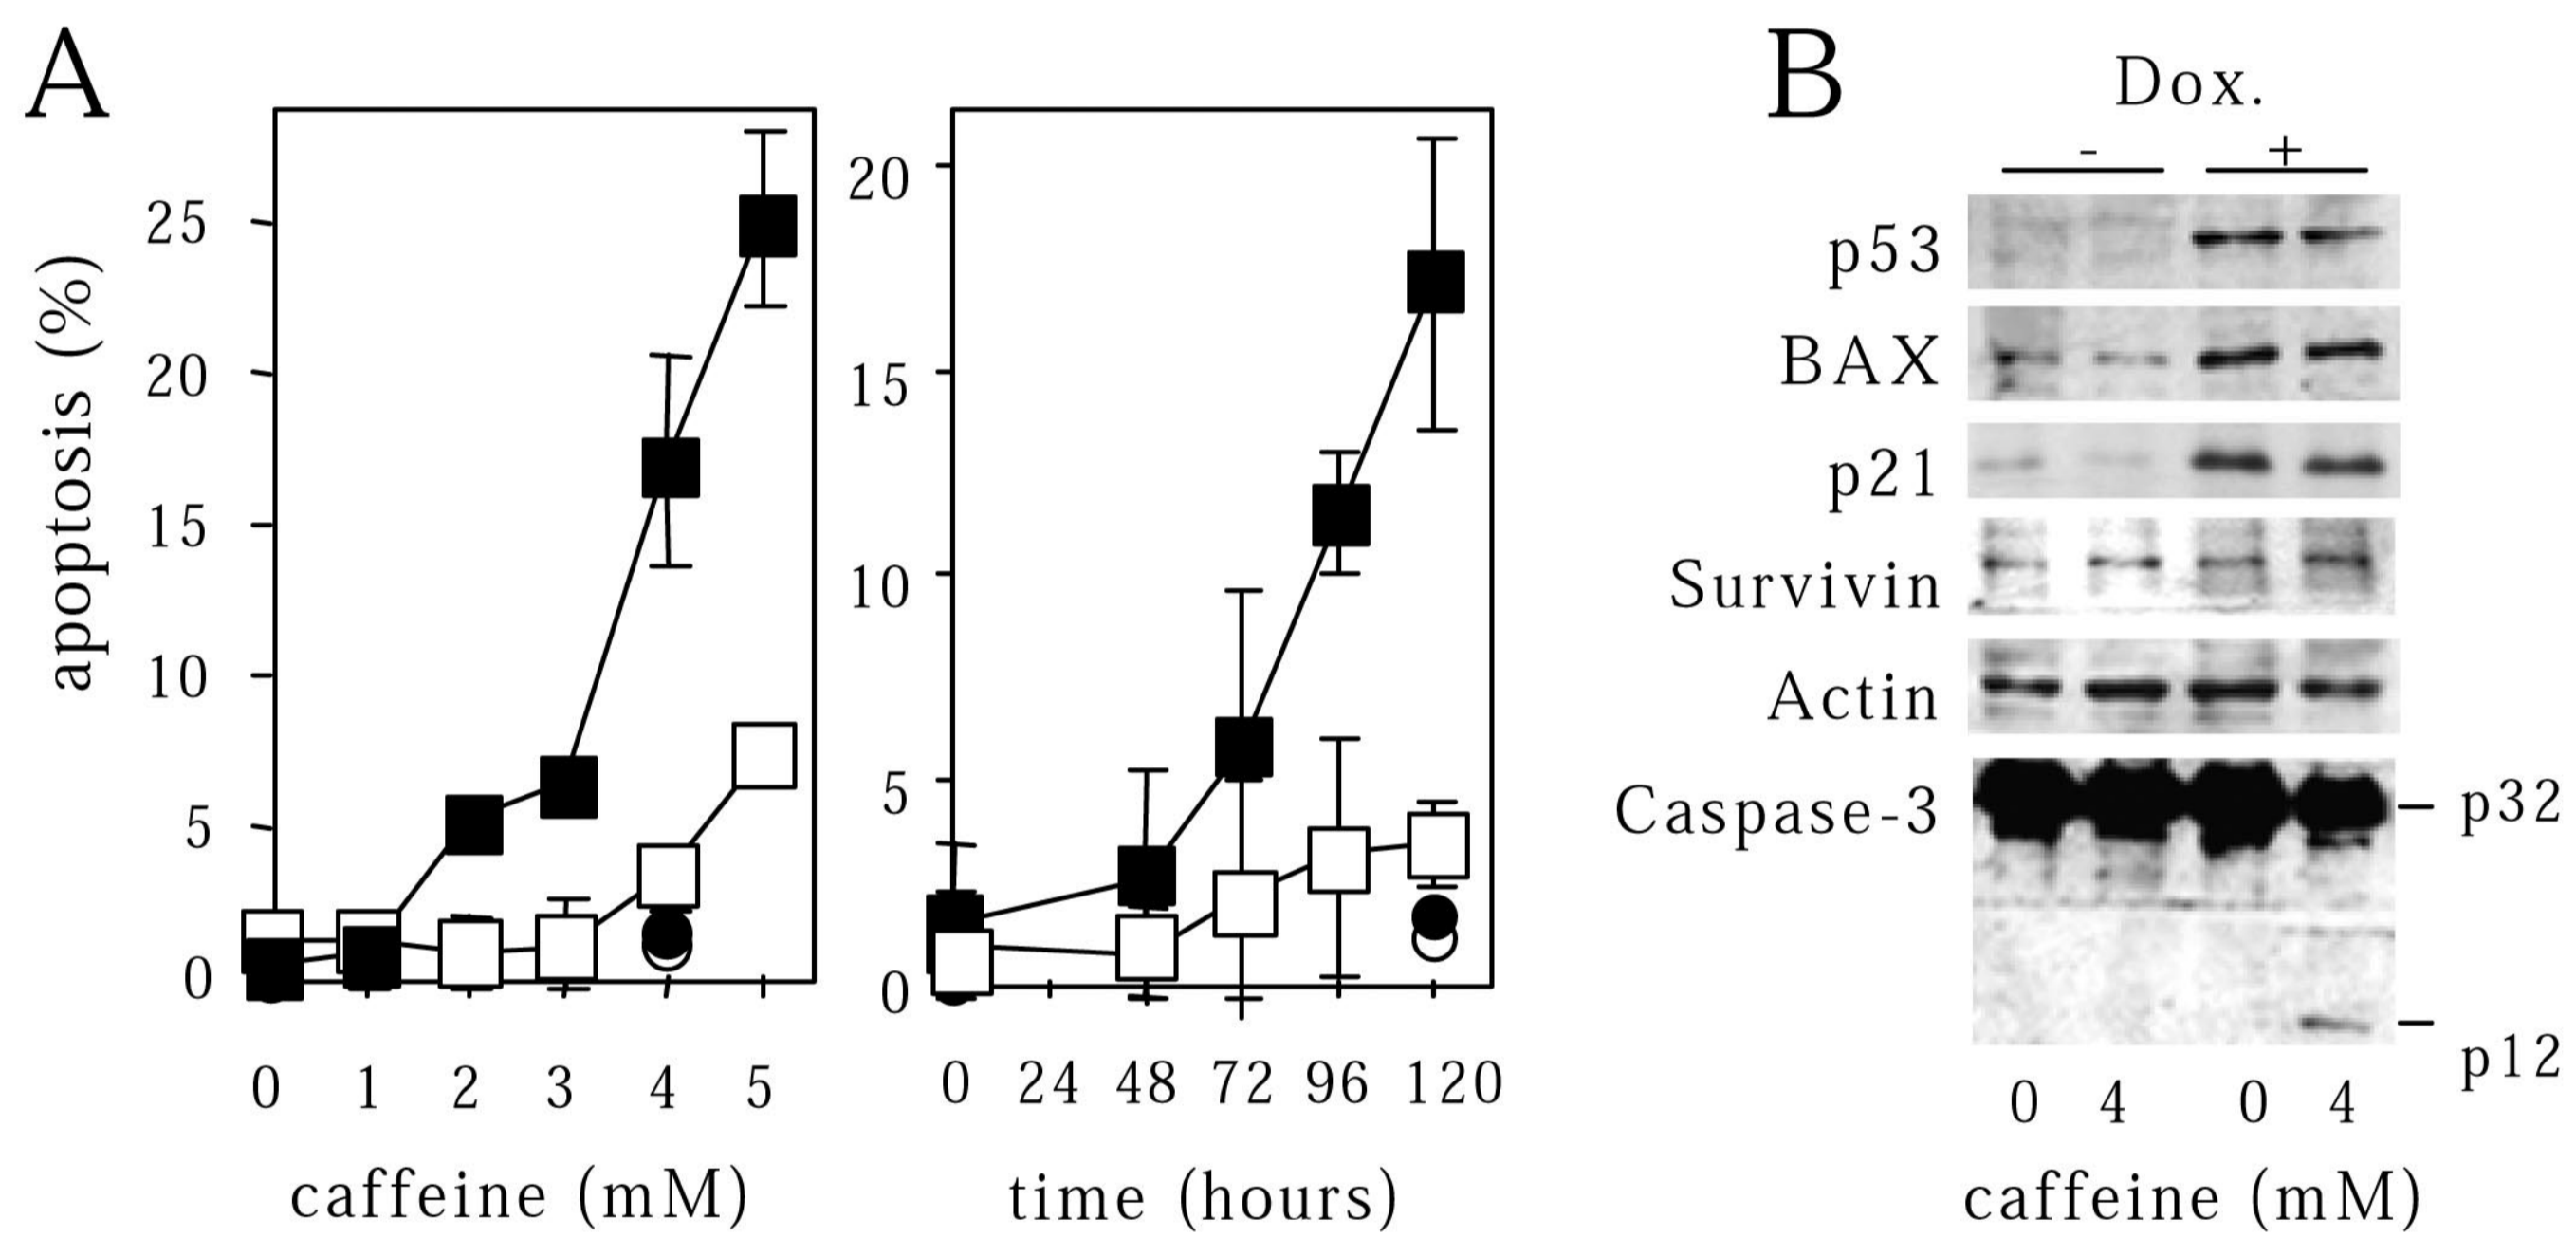 A
apoptosis (%)
25
20
15
10
5
0
0 1 2 3 4 5
caffeine (mM)
20
15
10
5
0
0 24 48 72 96 120
time (hours)
B
Dox.
- +
p53
BAX
p21
Survivin
Actin
Caspase-3
p32
p12
0 4 0 4
caffeine (mM)